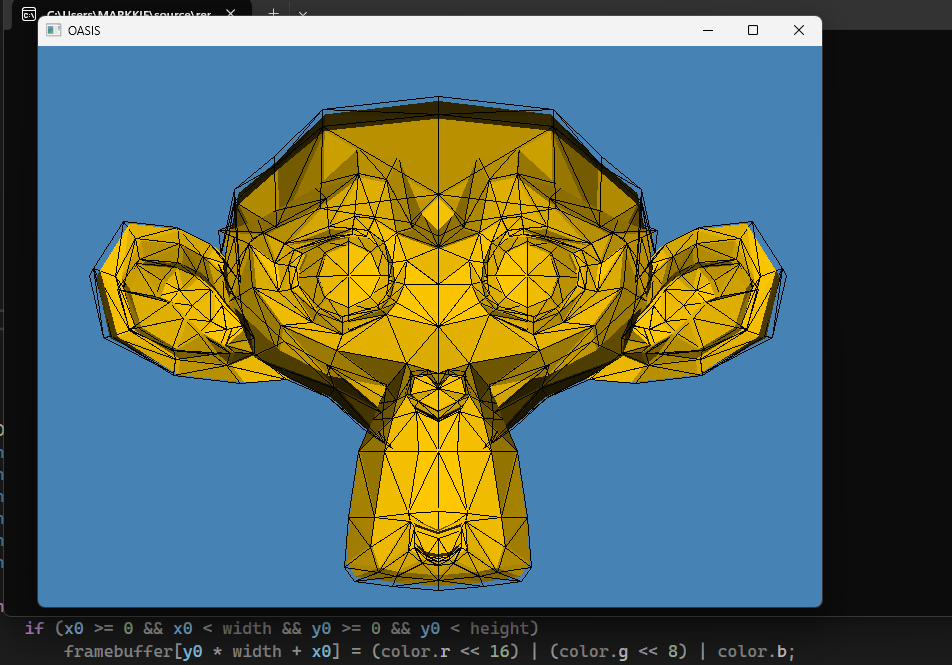 C:\Users\MARKKIE\source\rer
OASIS
if (x0 >= 0 && x0 < width && y0 >= 0 && y0 < height)
framebuffer[y0 * width + x0] = (color.r << 16) | (color.g << 8) | color.b;